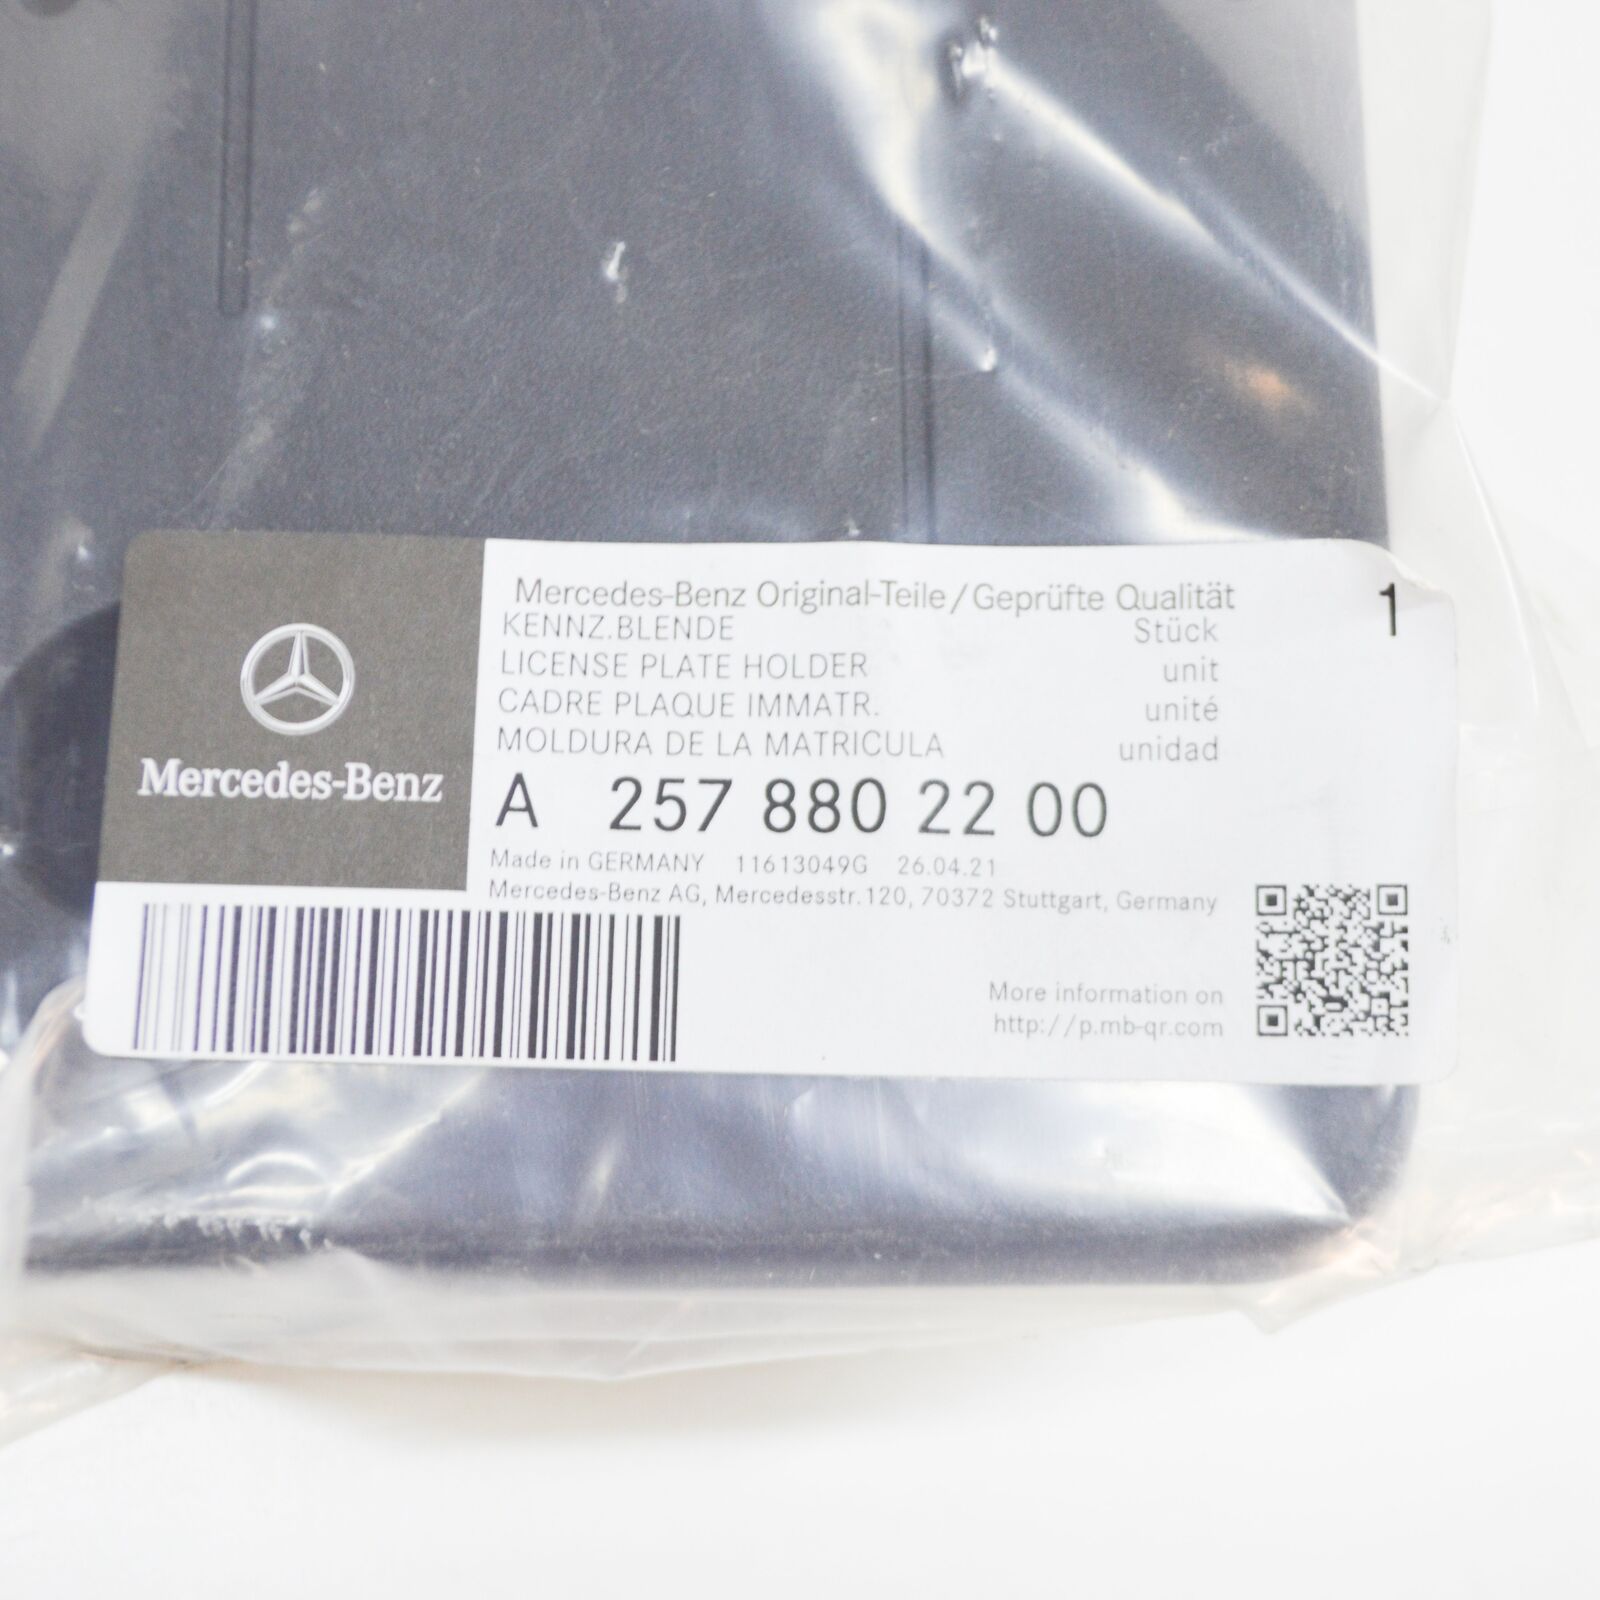 Mercedes-Benz
Mercedes-Benz Original-Teile/Geprüfte Qualität
KENNZ.BLENDE Stück 1
LICENSE PLATE HOLDER unit
CADRE PLAQUE IMMATR. unité
MOLDURA DE LA MATRICULA unidad
A 257 880 22 00
Made in GERMANY 11613049G 26.04.21
Mercedes-Benz AG, Mercedesstr.120, 70372 Stuttgart, Germany
More information on
http://p.mb-qr.com